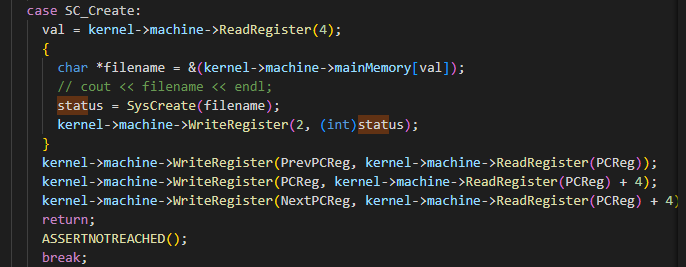 case SC_Create:
val = kernel->machine->ReadRegister(4);
{
char *filename = &(kernel->machine->mainMemory[val]);
// cout << filename << endl;
status = SysCreate(filename);
kernel->machine->WriteRegister(2, (int)status);
}
kernel->machine->WriteRegister(PrevPCReg, kernel->machine->ReadRegister(PCReg));
kernel->machine->WriteRegister(PCReg, kernel->machine->ReadRegister(PCReg) + 4);
kernel->machine->WriteRegister(NextPCReg, kernel->machine->ReadRegister(PCReg) + 4)
return;
ASSERTNOTREACHED();
break;